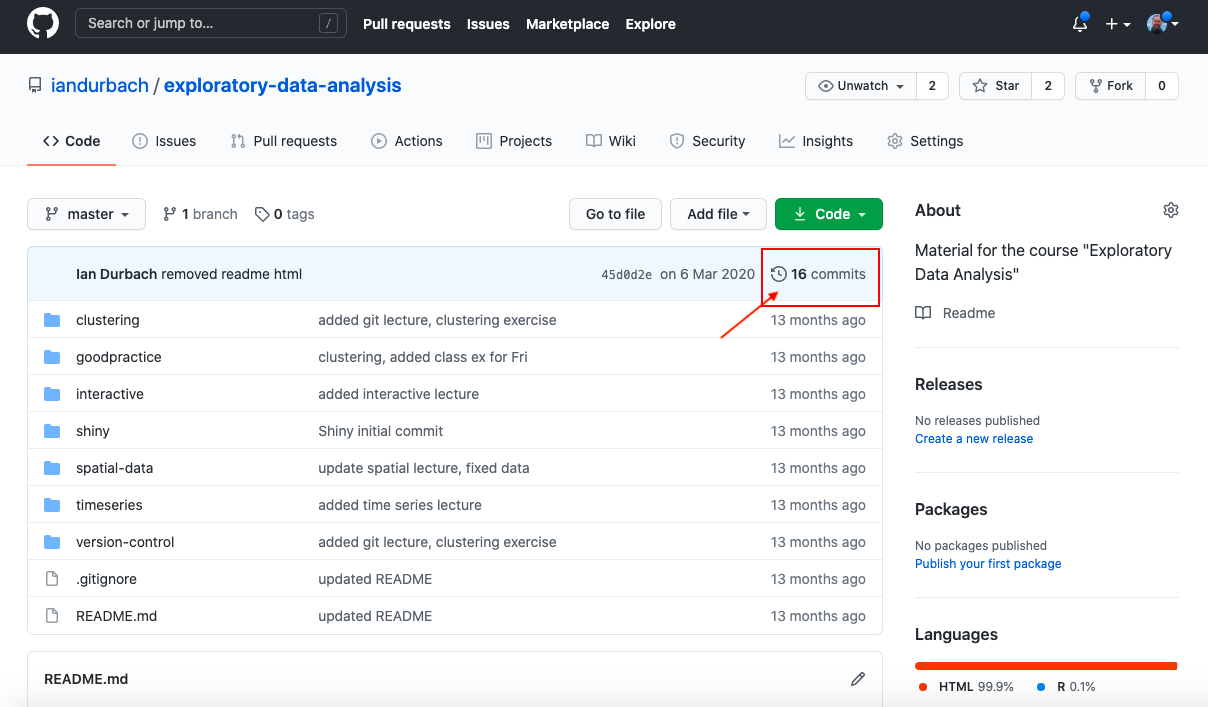 Search or jump to… /
Pull requests Issues Marketplace Explore
iandurbach / exploratory-data-analysis
Unwatch 2 Star 2 Fork 0
Code Issues Pull requests Actions Projects Wiki Security Insights Settings
master 1 branch 0 tags
Go to file Add file Code
Ian Durbach removed readme html 45d0d2e on 6 Mar 2020 16 commits
clustering added git lecture, clustering exercise 13 months ago
goodpractice clustering, added class ex for Fri 13 months ago
interactive added interactive lecture 13 months ago
shiny Shiny initial commit 13 months ago
spatial-data update spatial lecture, fixed data 13 months ago
timeseries added time series lecture 13 months ago
version-control added git lecture, clustering exercise 13 months ago
.gitignore updated README 13 months ago
README.md updated README 13 months ago
README.md
About
Material for the course "Exploratory
Data Analysis"
Readme
Releases
No releases published
Create a new release
Packages
No packages published
Publish your first package
Languages
HTML 99.9% R 0.1%